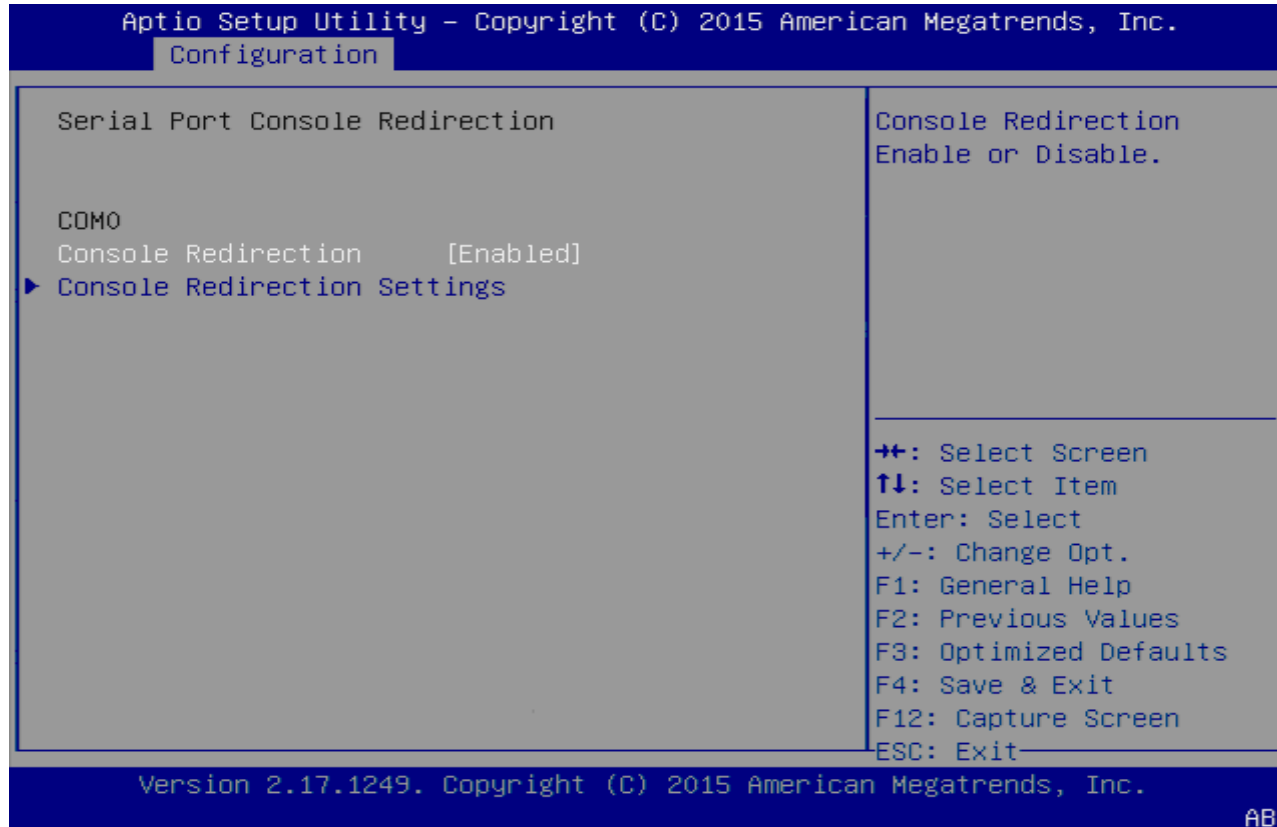 Aptio Setup Utility – Copyright (C) 2015 American Megatrends, Inc.
Configuration
Serial Port Console Redirection
COM0
Console Redirection [Enabled]
▶ Console Redirection Settings
Console Redirection
Enable or Disable.
→←: Select Screen
↑↓: Select Item
Enter: Select
+/-: Change Opt.
F1: General Help
F2: Previous Values
F3: Optimized Defaults
F4: Save & Exit
F12: Capture Screen
ESC: Exit
Version 2.17.1249. Copyright (C) 2015 American Megatrends, Inc.
AB